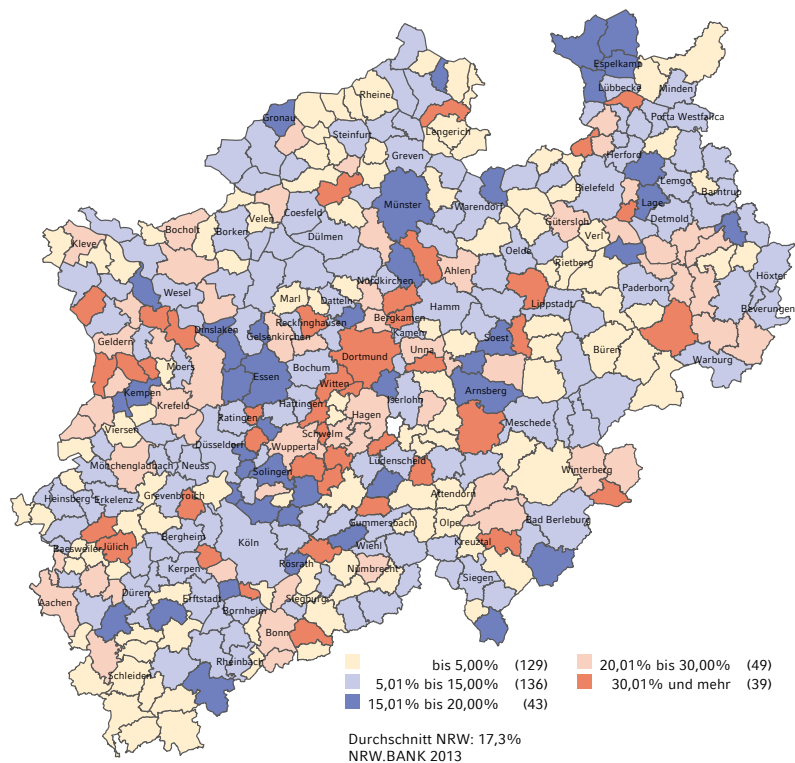 Espelkamp
Lübbecke
Minden
Rheine
Gronau
Porta Westfalica
Steinfurt
Lengerich
Greven
Herford
Bielefeld
Lemgo
Barntrup
Münster
Warendorf
Lage
Velen
Coesfeld
Gütersloh
Detmold
Bocholt
Borken
Verl
Kleve
Dülmen
Oelde
Rietberg
Ahlen
Höxter
Nordkirchen
Paderborn
Wesel
Marl
Datteln
Hamm
Lippstadt
Beverungen
Recklinghausen
Bergkamen
Dinslaken
Gelsenkirchen
Kamen
Soest
Geldern
Unna
Büren
Dortmund
Warburg
Moers
Essen
Bochum
Witten
Kempen
Arnsberg
Krefeld
Hattingen
Iserlohn
Ratingen
Hagen
Meschede
Viersen
Schwelm
Düsseldorf
Wuppertal
Mönchengladbach
Neuss
Lüdenscheid
Winterberg
Solingen
Heinsberg
Erkelenz
Grevenbroich
Attendorn
Gummersbach
Olpe
Bad Berleburg
Bergheim
Köln
Wiehl
Kreuztal
Baesweiler
Jülich
Kerpen
Rösrath
Nümbrecht
Siegen
Aachen
Düren
Erftstadt
Siegburg
Bornheim
Bonn
Rheinbach
Schleiden
bis 5,00% (129)
20,01% bis 30,00% (49)
5,01% bis 15,00% (136)
30,01% und mehr (39)
15,01% bis 20,00% (43)
Durchschnitt NRW: 17,3%
NRW.BANK 2013